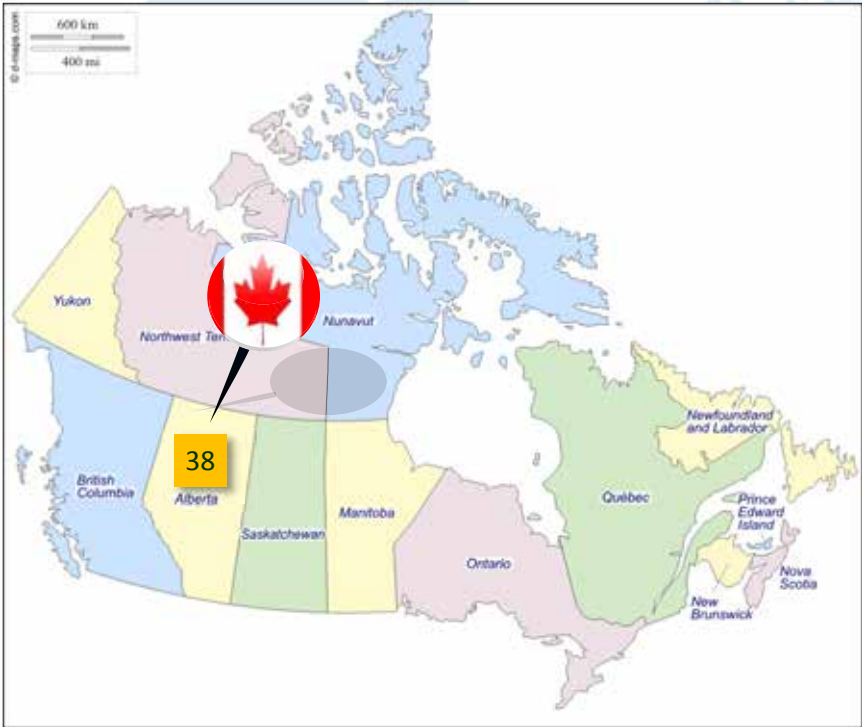 600 km
400 mi
© d-maps.com
Yukon
Northwest Ter
Nunavut
British
Columbia
38
Alberta
Saskatchewan
Manitoba
Ontario
Québec
Newfoundland
and Labrador
Prince
Edward
Island
Nova
Scotia
New
Brunswick